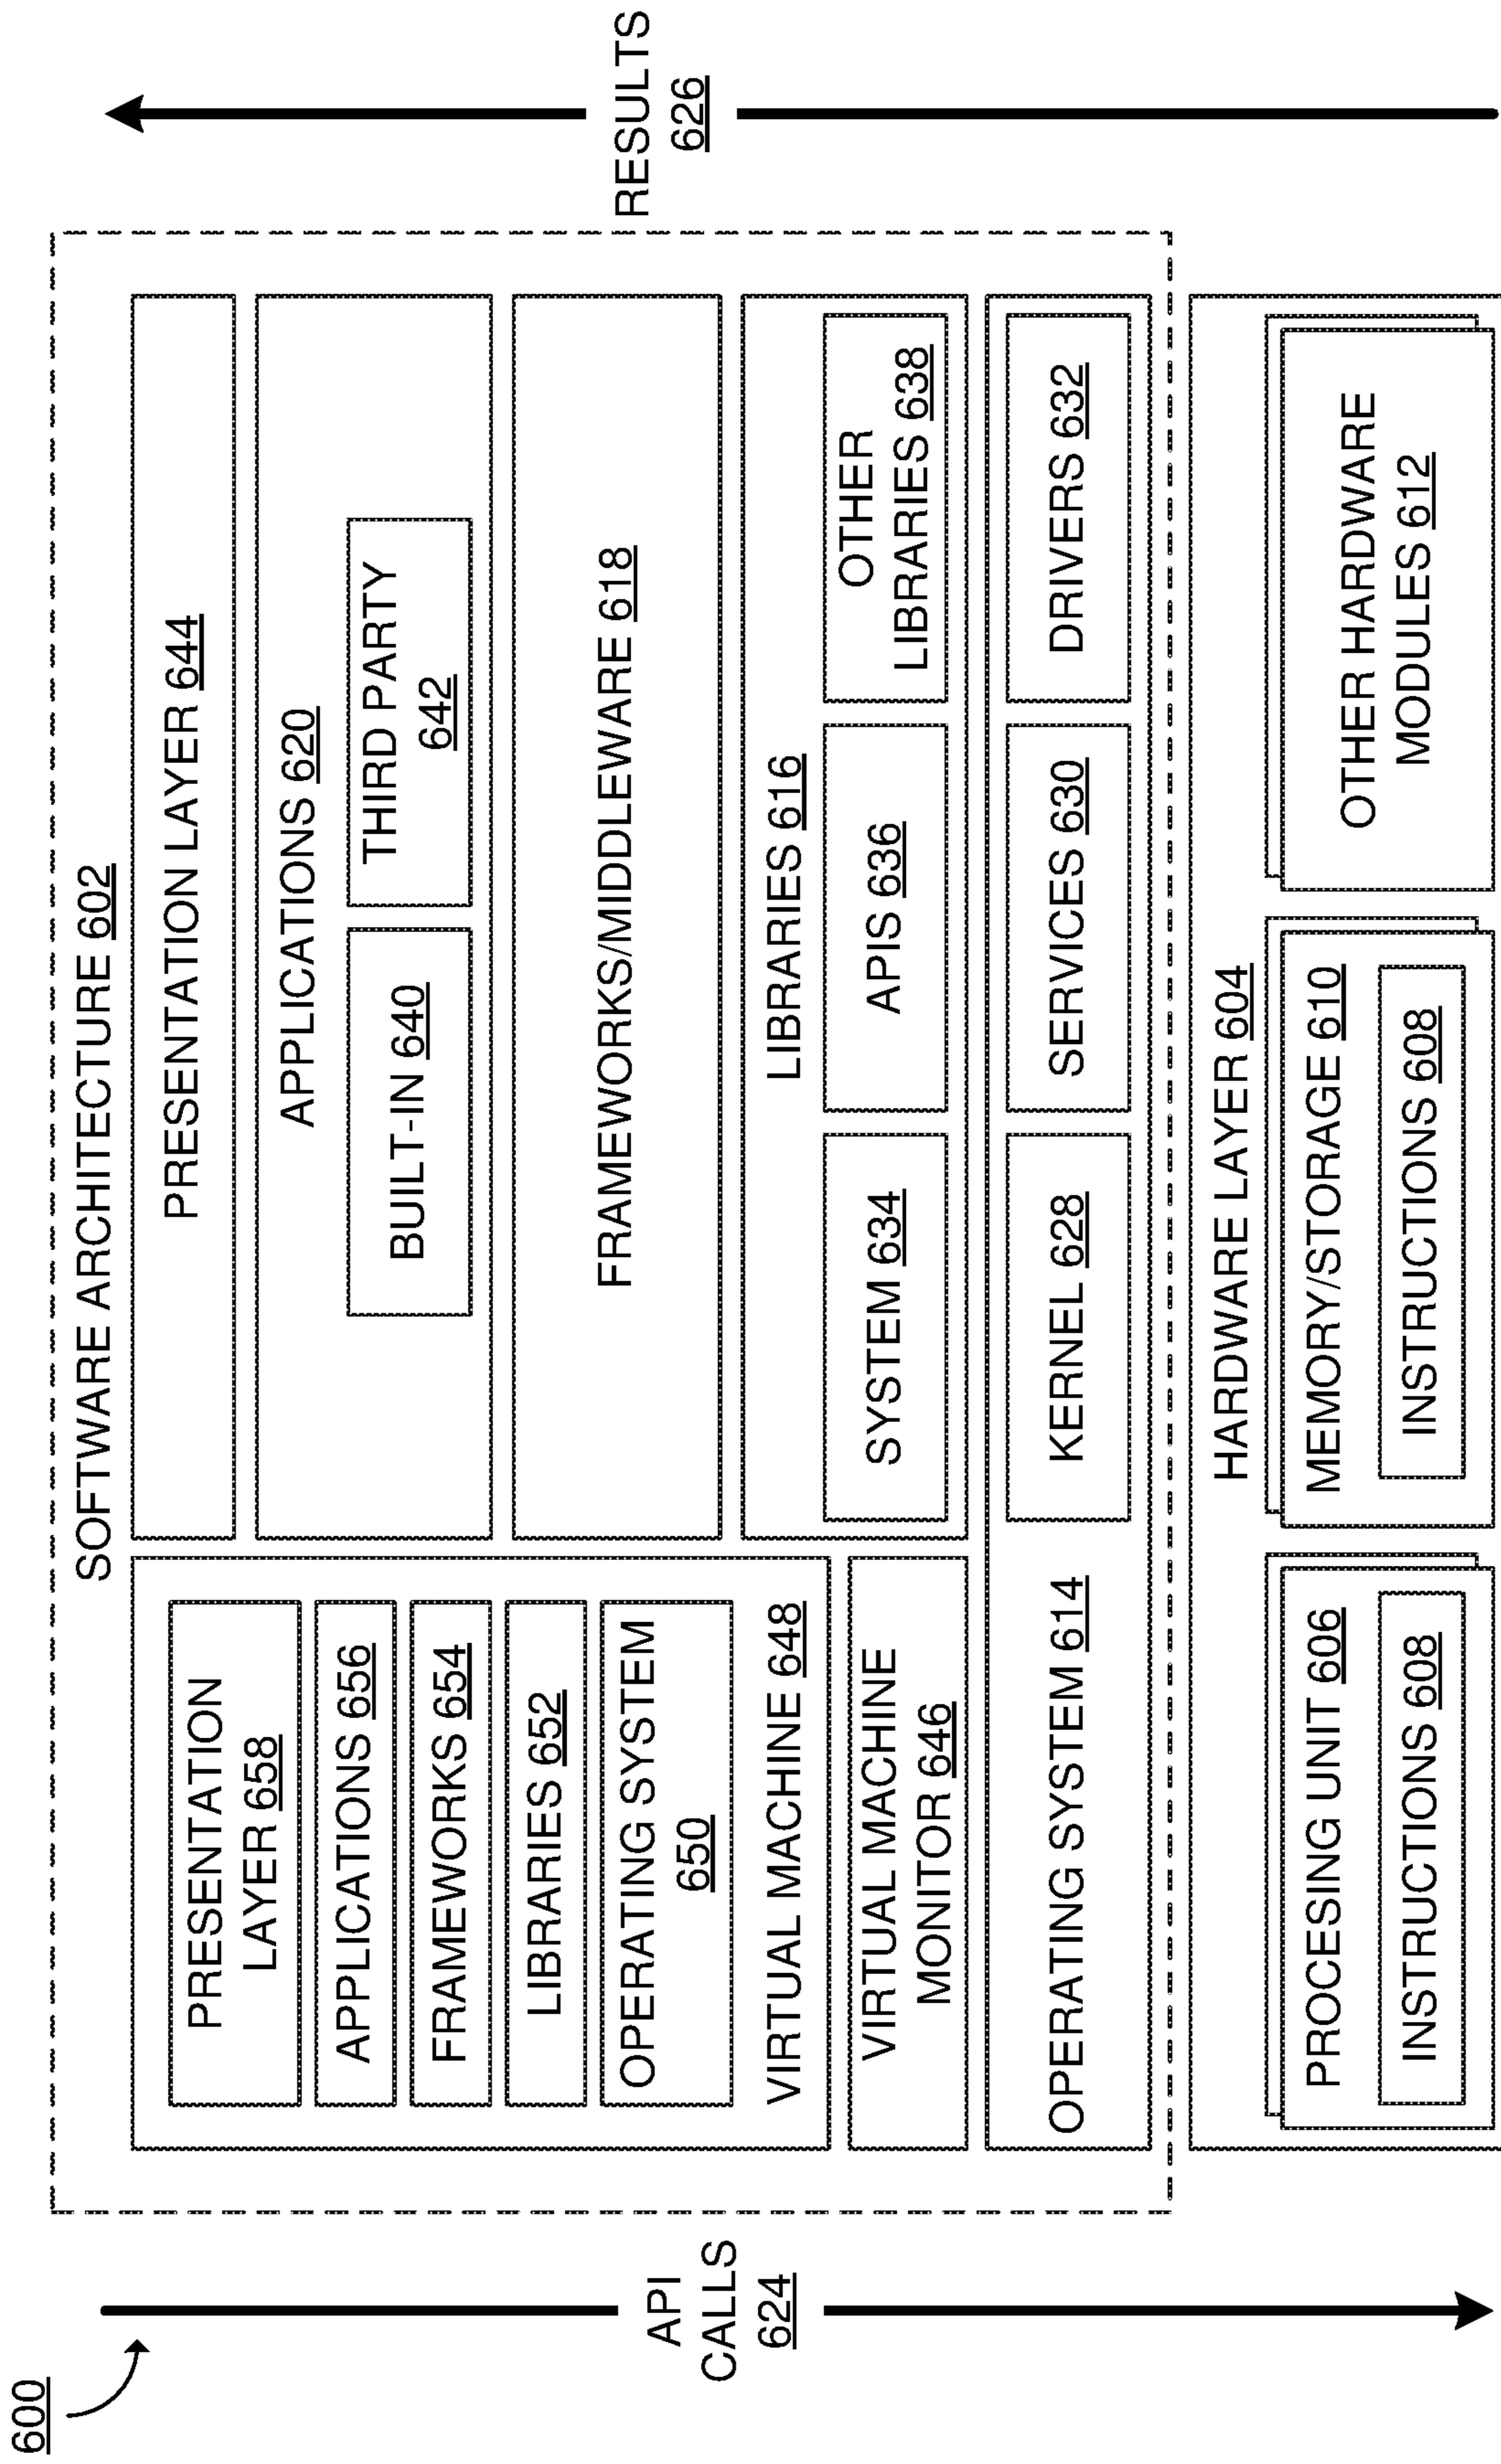 600
SOFTWARE ARCHITECTURE 602
PRESENTATION
LAYER 658
APPLICATIONS 656
FRAMEWORKS 654
LIBRARIES 652
OPERATING SYSTEM
650
VIRTUAL MACHINE 648
VIRTUAL MACHINE
MONITOR 646
PRESENTATION LAYER 644
APPLICATIONS 620
BUILT-IN 640
THIRD PARTY
642
FRAMEWORKS/MIDDLEWARE 618
LIBRARIES 616
SYSTEM 634
APIS 636
OTHER
LIBRARIES 638
OPERATING SYSTEM 614
KERNEL 628
SERVICES 630
DRIVERS 632
API
CALLS
624
RESULTS
626
HARDWARE LAYER 604
PROCESSING UNIT 606
INSTRUCTIONS 608
MEMORY/STORAGE 610
INSTRUCTIONS 608
OTHER HARDWARE
MODULES 612